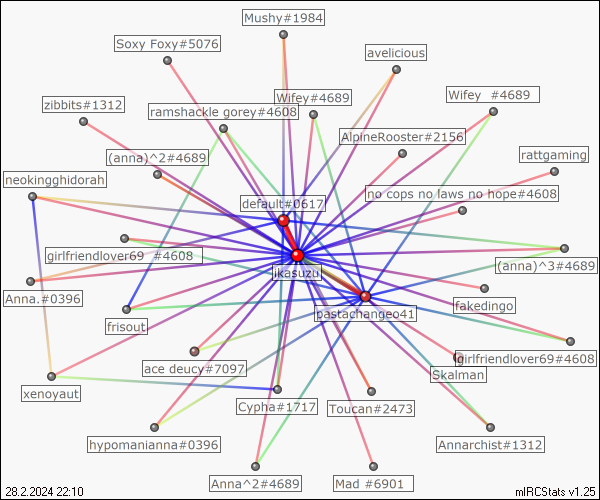 Mushy#1984
Soxy Foxy#5076
avelicious
zibbits#1312
ramshackle gorey#4608
Wifey#4689
Wifey  #4689
AlpineRooster#2156
(anna)^2#4689
rattgaming
neokingghidorah
no cops no laws no hope#4608
default#0617
girlfriendlover69  #4608
(anna)^3#4689
jkasuzu
Anna.#0396
fakedingo
frisout
pastachangeo41
ace deucy#7097
girlfriendlover69#4608
Skalman
xenoyaut
Cypha#1717
Toucan#2473
hypomanianna#0396
Annarchist#1312
Anna^2#4689
Mad #6901
28.2.2024 22:10
mIRCStats v1.25